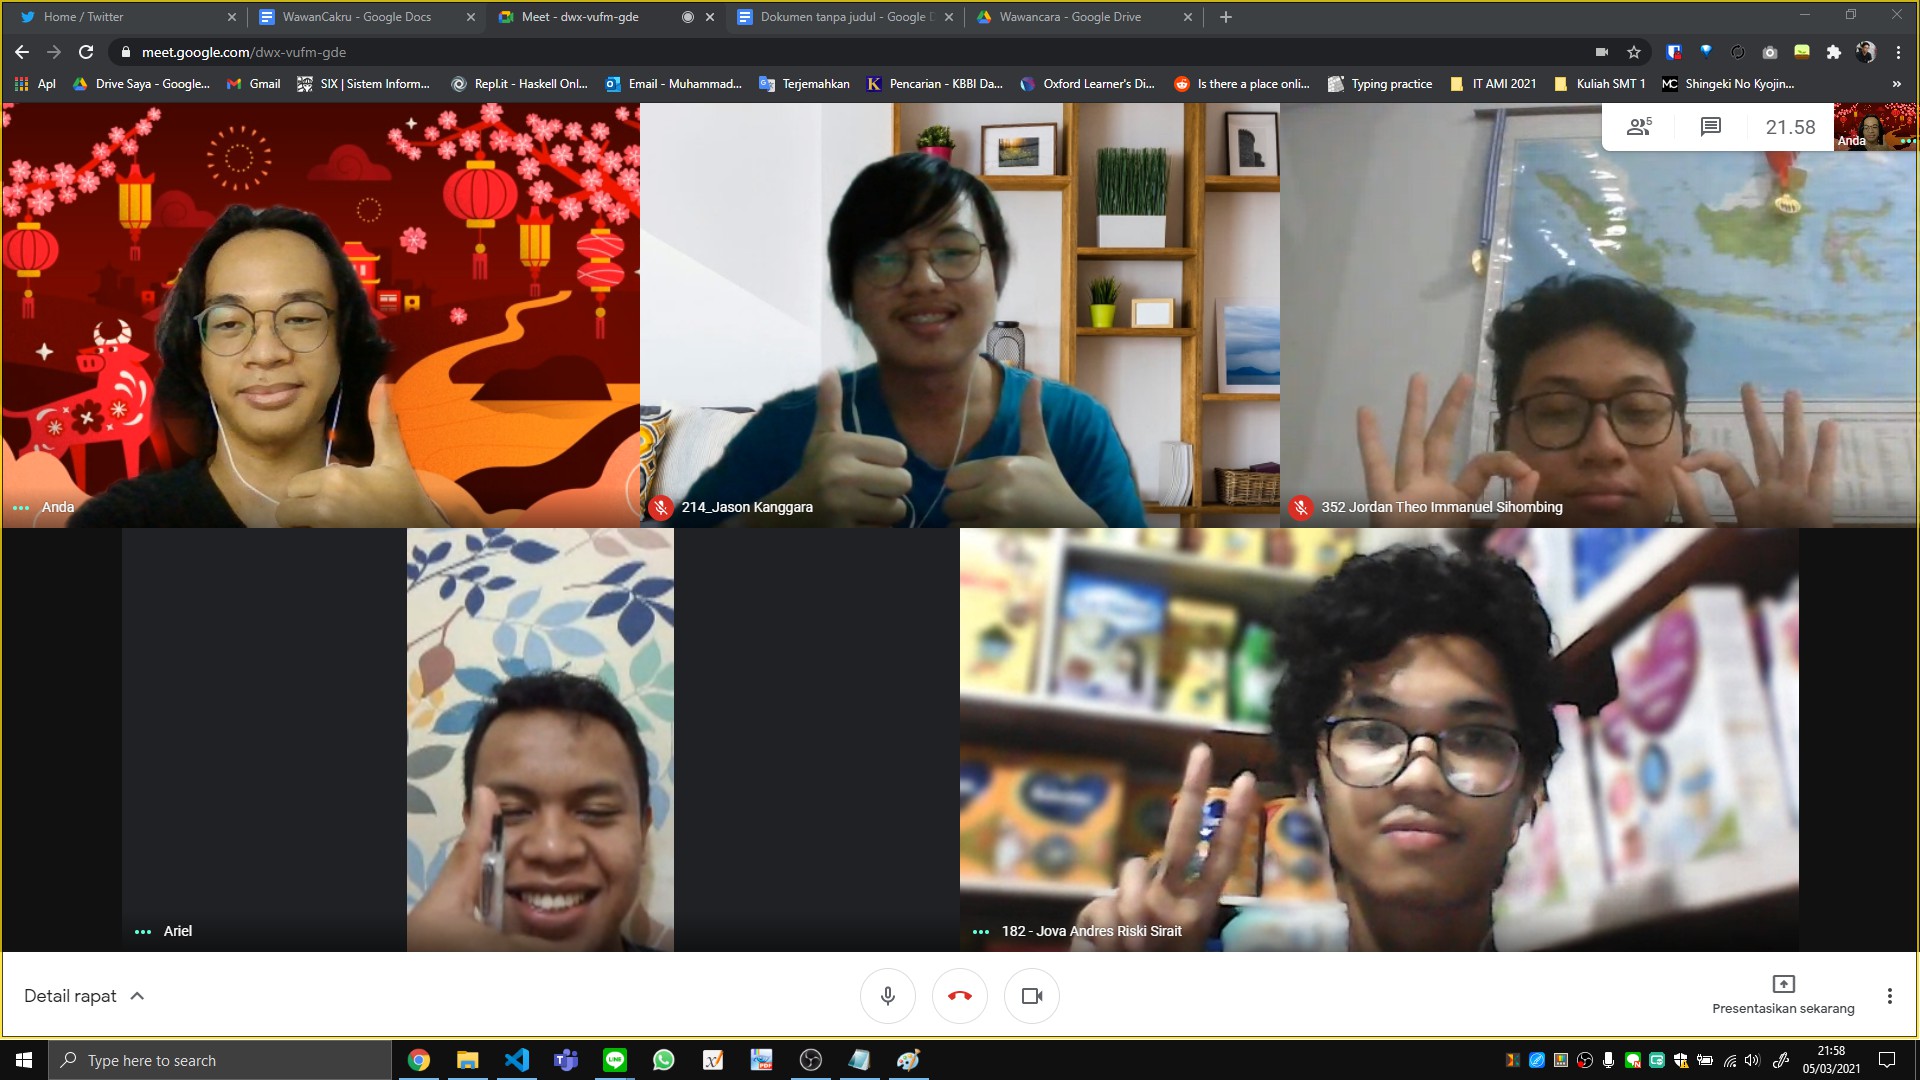 Home / Twitter
WawanCakru - Google Docs
Meet - dwx-vufm-gde
Dokumen tanpa judul - Google D
Wawancara - Google Drive
meet.google.com/dwx-vufm-gde
Apl
Drive Saya - Google...
Gmail
SIX | Sistem Inform...
Repl.it - Haskell Onl...
Email - Muhammad...
Terjemahkan
Pencarian - KBBI Da...
Oxford Learner's Di...
Is there a place onli...
Typing practice
IT AMI 2021
Kuliah SMT 1
MC
Shingeki No Kyojin...
»
5
21.58
Anda
Anda
214_Jason Kanggara
352 Jordan Theo Immanuel Sihombing
Ariel
182 - Jova Andres Riski Sirait
Detail rapat
Presentasikan sekarang
Type here to search
21:58
05/03/2021